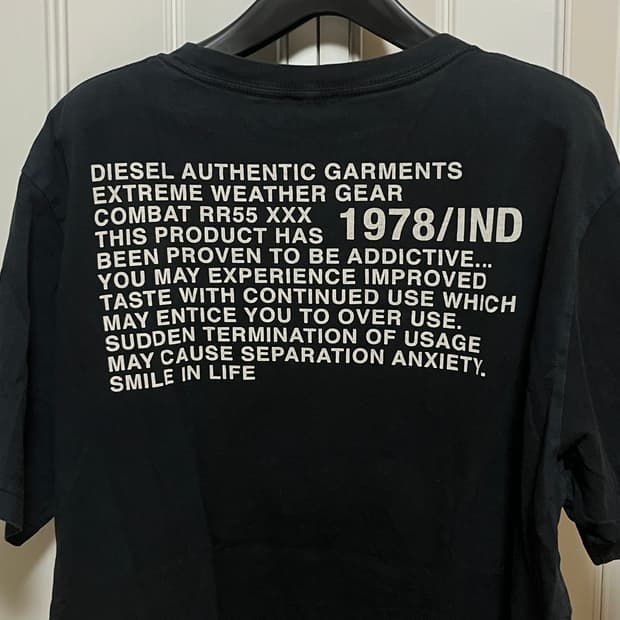 DIESEL AUTHENTIC GARMENTS
EXTREME WEATHER GEAR
COMBAT RR55 XXX
1978/IND
THIS PRODUCT HAS
BEEN PROVEN TO BE ADDICTIVE...
YOU MAY EXPERIENCE IMPROVED
TASTE WITH CONTINUED USE WHICH
MAY ENTICE YOU TO OVER USE.
SUDDEN TERMINATION OF USAGE
MAY CAUSE SEPARATION ANXIETY.
SMILE IN LIFE